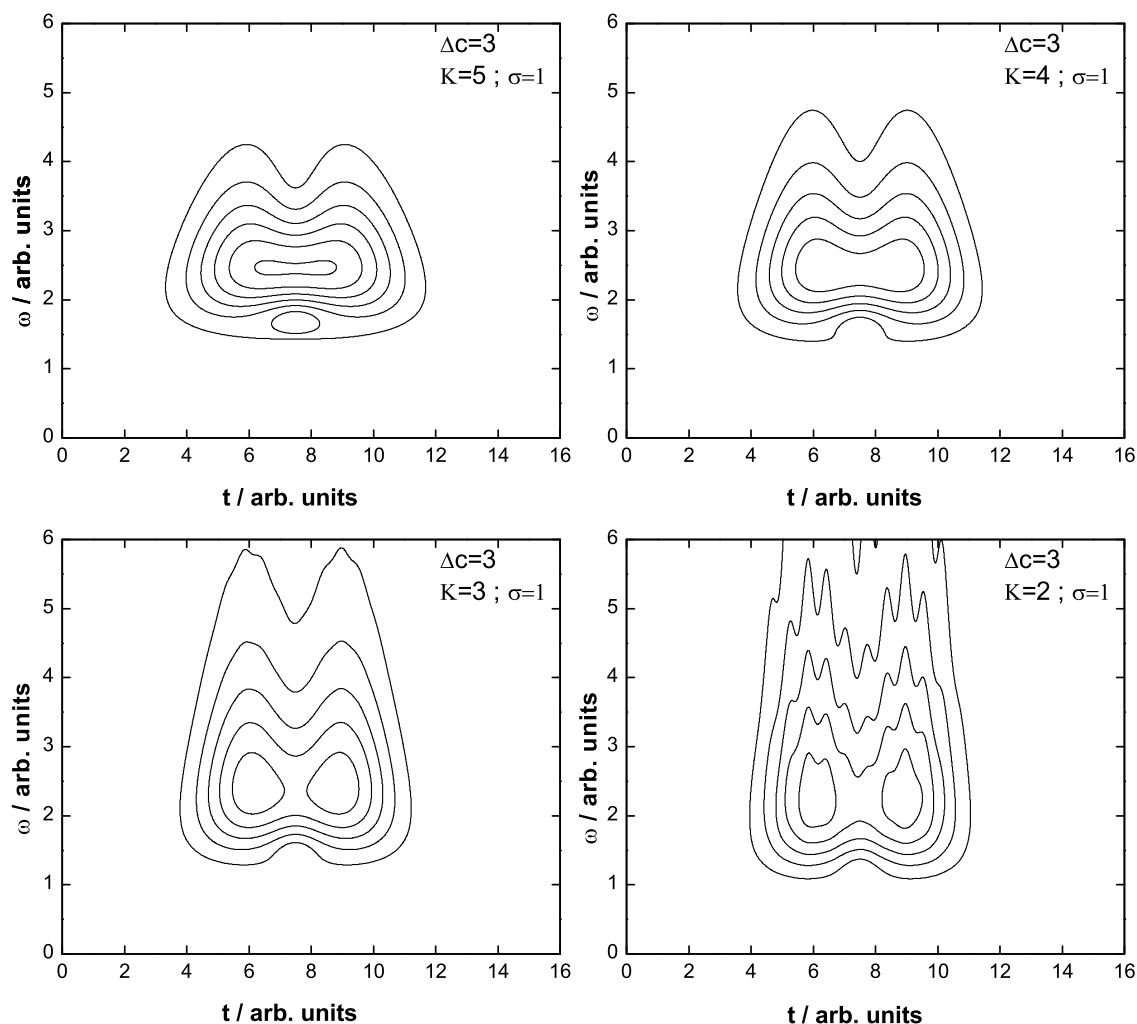 6
5
4
3
2
1
0
ω / arb. units
Δc=3
K=5 ; σ=1
0 2 4 6 8 10 12 14 16
t / arb. units
6
5
4
3
2
1
0
ω / arb. units
Δc=3
K=4 ; σ=1
0 2 4 6 8 10 12 14 16
t / arb. units
6
5
4
3
2
1
0
ω / arb. units
Δc=3
K=3 ; σ=1
0 2 4 6 8 10 12 14 16
t / arb. units
6
5
4
3
2
1
0
ω / arb. units
Δc=3
K=2 ; σ=1
0 2 4 6 8 10 12 14 16
t / arb. units